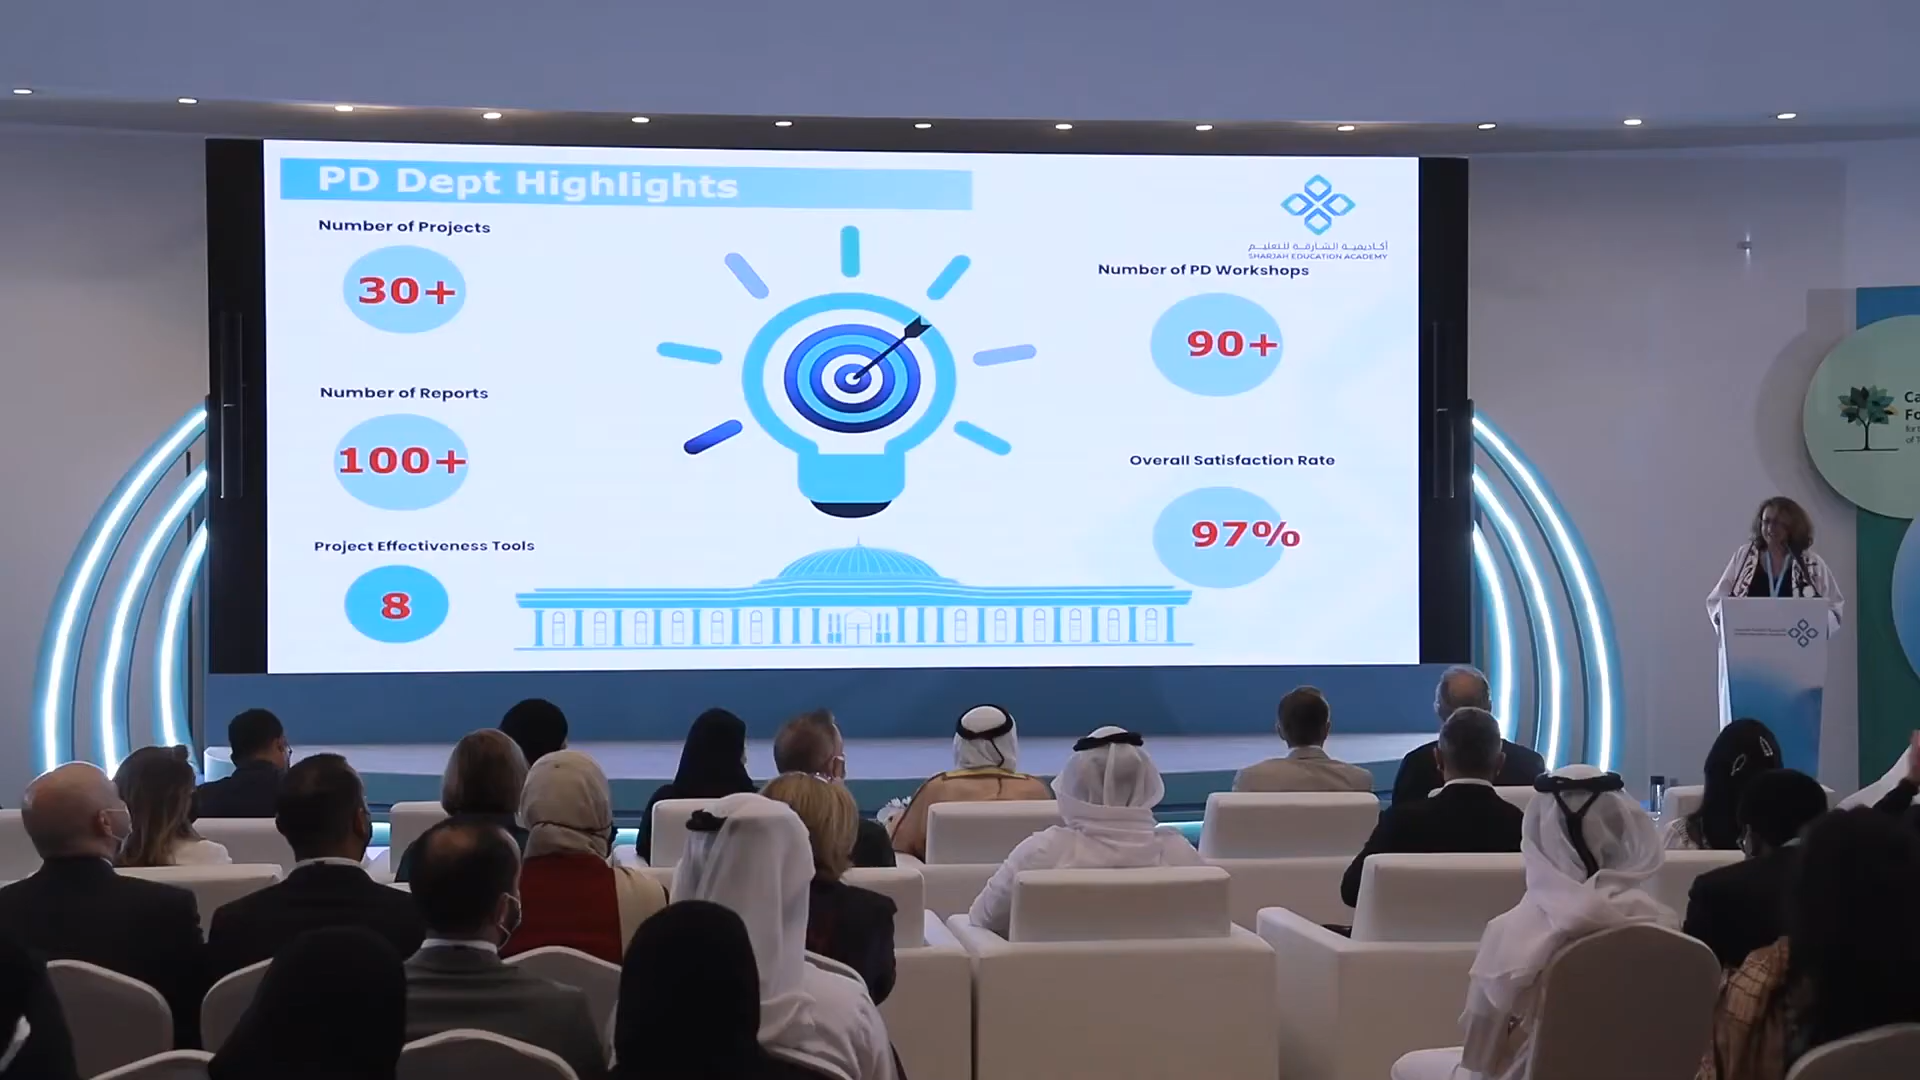 PD Dept Highlights
Number of Projects
30+
Number of Reports
100+
Project Effectiveness Tools
8
أكاديمية الشارقة للتعليم
SHARJAH EDUCATION ACADEMY
Number of PD Workshops
90+
Overall Satisfaction Rate
97%